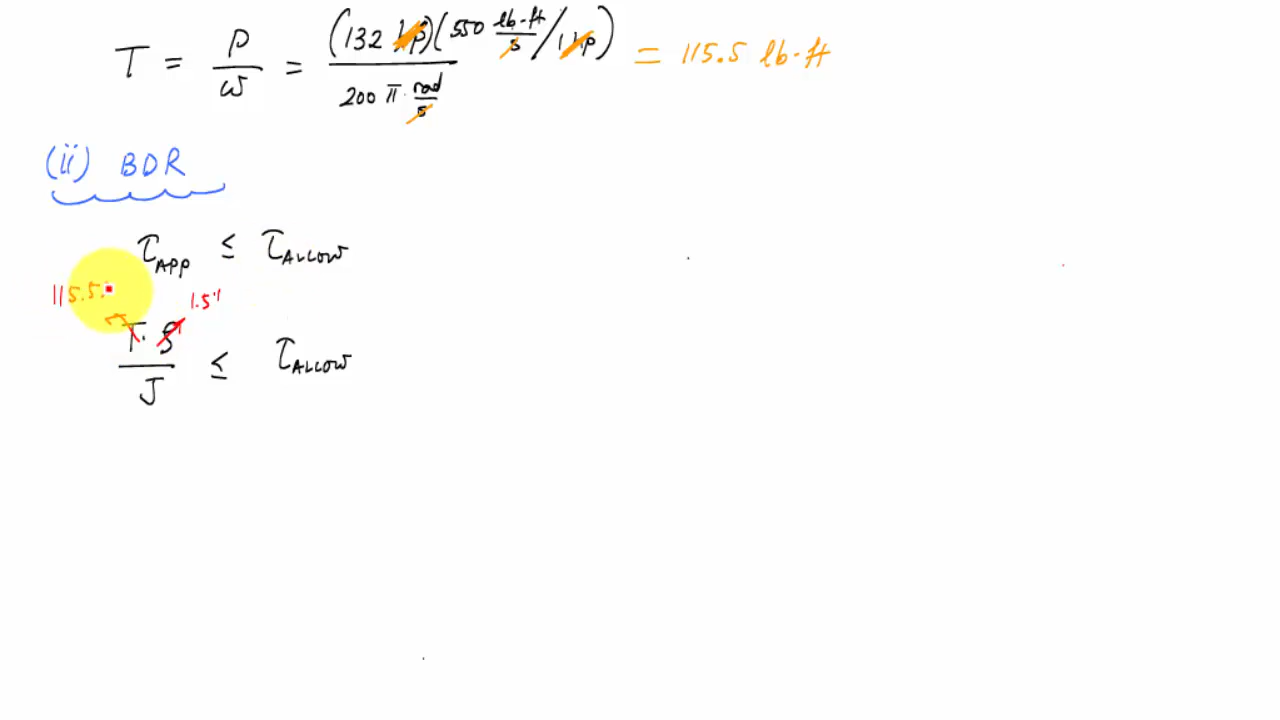 T = P/ω = (132 hp)(550 lb·ft/s / 1 hp) / 200 π · rad/s = 115.5 lb·ft
(ii) BDR
τAPP ≤ τALLOW
115.5. 1.5"
T · ρ / J ≤ τALLOW